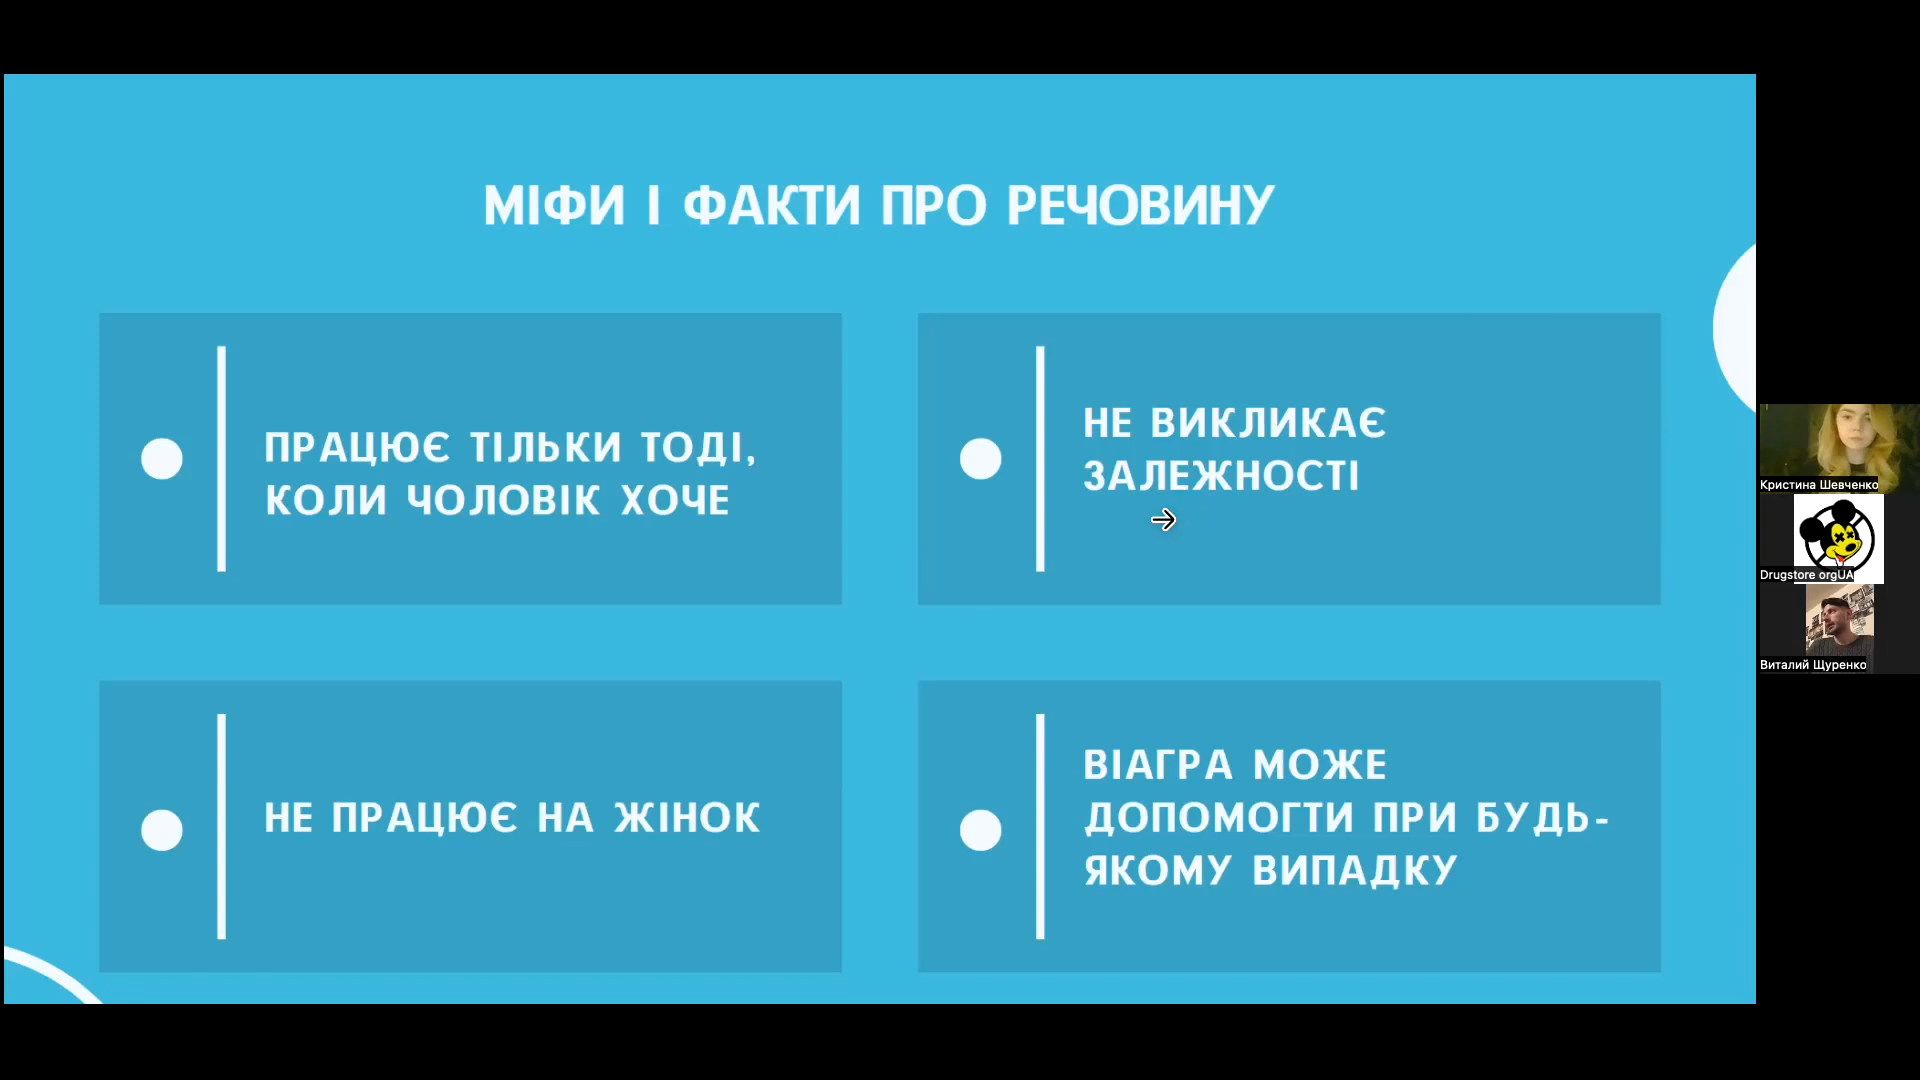 МІФИ І ФАКТИ ПРО РЕЧОВИНУ
ПРАЦЮЄ ТІЛЬКИ ТОДІ,
КОЛИ ЧОЛОВІК ХОЧЕ
НЕ ВИКЛИКАЄ
ЗАЛЕЖНОСТІ
НЕ ПРАЦЮЄ НА ЖІНОК
ВІАГРА МОЖЕ
ДОПОМОГТИ ПРИ БУДЬ-
ЯКОМУ ВИПАДКУ
Кристина Шевченко
Drugstore orgUA
Виталий Щуренко